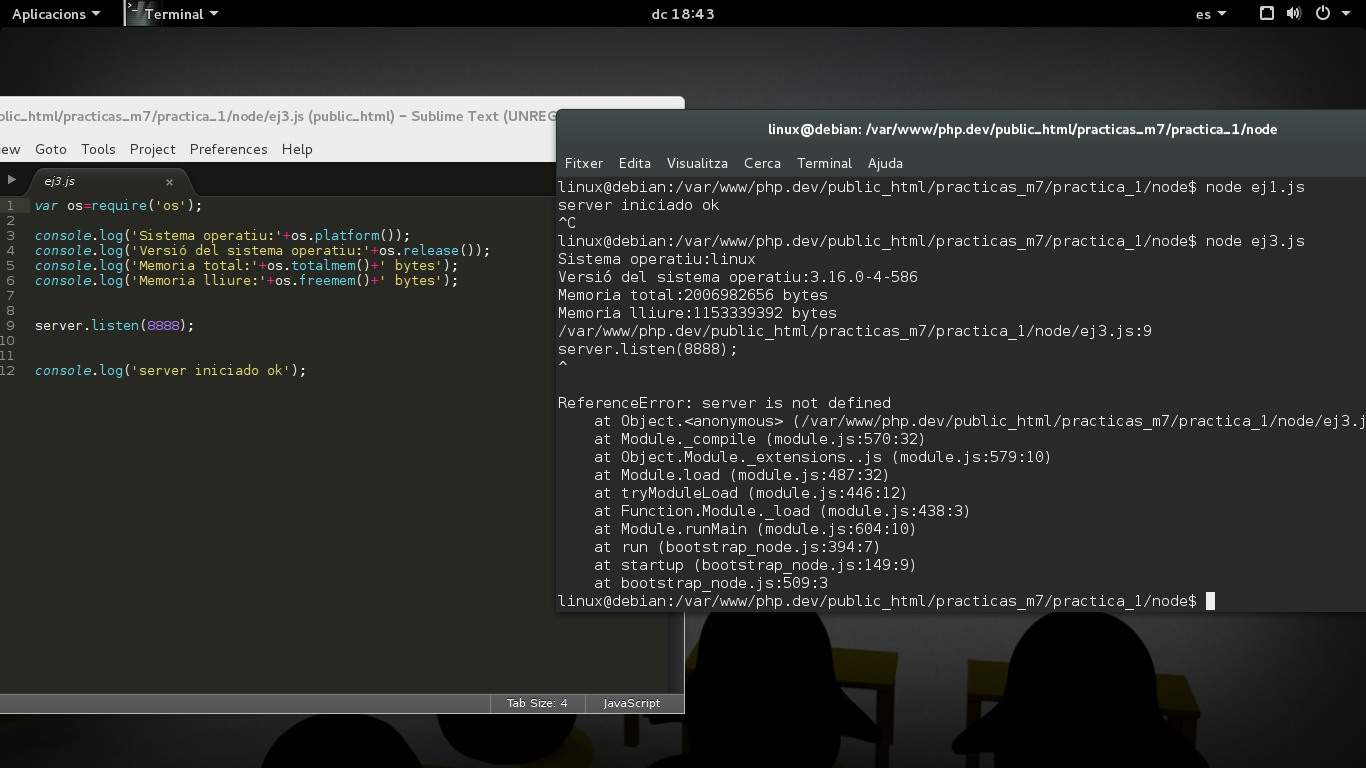 Aplicacions
Terminal
dc 18:43
es
blic_html/practicas_m7/practica_1/node/ej3.js (public_html) – Sublime Text (UNREG
Goto Tools Project Preferences Help
ej3.js ×
1 var os=require('os');
2
3 console.log('Sistema operatiu:'+os.platform());
4 console.log('Versió del sistema operatiu:'+os.release());
5 console.log('Memoria total:'+os.totalmem()+' bytes');
6 console.log('Memoria lliure:'+os.freemem()+' bytes');
7
8
9 server.listen(8888);
10
11
12 console.log('server iniciado ok');
Tab Size: 4 JavaScript
linux@debian: /var/www/php.dev/public_html/practicas_m7/practica_1/node
Fitxer Edita Visualitza Cerca Terminal Ajuda
linux@debian:/var/www/php.dev/public_html/practicas_m7/practica_1/node$ node ej1.js
server iniciado ok
^C
linux@debian:/var/www/php.dev/public_html/practicas_m7/practica_1/node$ node ej3.js
Sistema operatiu:linux
Versió del sistema operatiu:3.16.0-4-586
Memoria total:2006982656 bytes
Memoria lliure:1153339392 bytes
/var/www/php.dev/public_html/practicas_m7/practica_1/node/ej3.js:9
server.listen(8888);
^
ReferenceError: server is not defined
at Object.<anonymous> (/var/www/php.dev/public_html/practicas_m7/practica_1/node/ej3.j
at Module._compile (module.js:570:32)
at Object.Module._extensions..js (module.js:579:10)
at Module.load (module.js:487:32)
at tryModuleLoad (module.js:446:12)
at Function.Module._load (module.js:438:3)
at Module.runMain (module.js:604:10)
at run (bootstrap_node.js:394:7)
at startup (bootstrap_node.js:149:9)
at bootstrap_node.js:509:3
linux@debian:/var/www/php.dev/public_html/practicas_m7/practica_1/node$